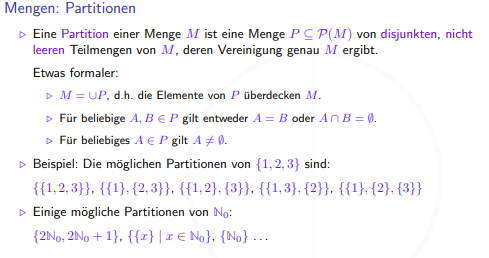 Mengen: Partitionen
▷ Eine Partition einer Menge M ist eine Menge P ⊆ 𝒫(M) von disjunkten, nicht
leeren Teilmengen von M, deren Vereinigung genau M ergibt.
Etwas formaler:
▷ M = ∪P, d.h. die Elemente von P überdecken M.
▷ Für beliebige A, B ∈ P gilt entweder A = B oder A ∩ B = ∅.
▷ Für beliebiges A ∈ P gilt A ≠ ∅.
▷ Beispiel: Die möglichen Partitionen von {1, 2, 3} sind:
{{1, 2, 3}}, {{1}, {2, 3}}, {{1, 2}, {3}}, {{1, 3}, {2}}, {{1}, {2}, {3}}
▷ Einige mögliche Partitionen von ℕ₀:
{2ℕ₀, 2ℕ₀ + 1}, {{x} | x ∈ ℕ₀}, {ℕ₀} ...